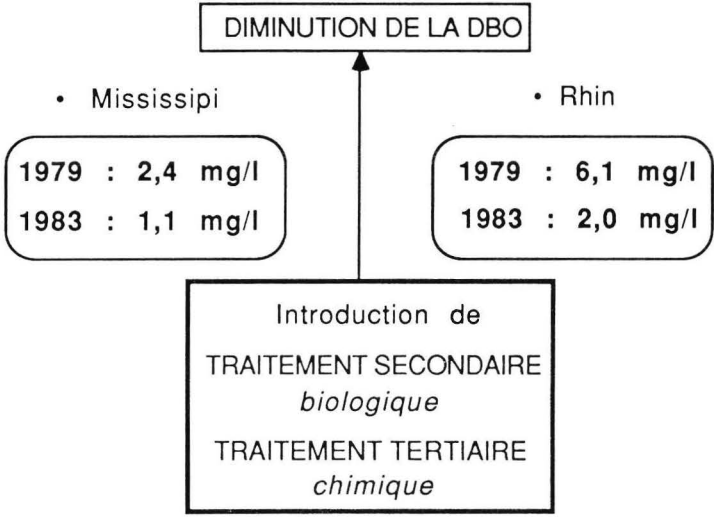 DIMINUTION DE LA DBO
• Mississipi
1979 : 2,4 mg/l
1983 : 1,1 mg/l
• Rhin
1979 : 6,1 mg/l
1983 : 2,0 mg/l
Introduction de
TRAITEMENT SECONDAIRE
biologique
TRAITEMENT TERTIAIRE
chimique